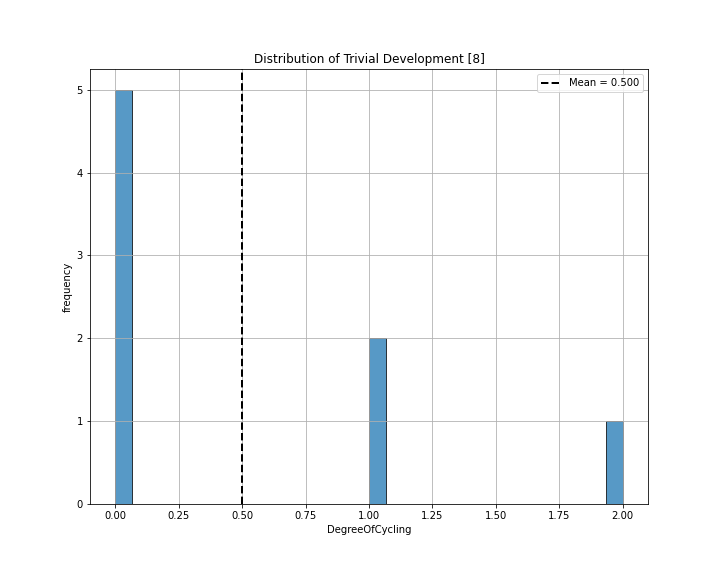 Distribution of Trivial Development [8]
Mean = 0.500
frequency
5
4
3
2
1
0
0.00 0.25 0.50 0.75 1.00 1.25 1.50 1.75 2.00
DegreeOfCycling